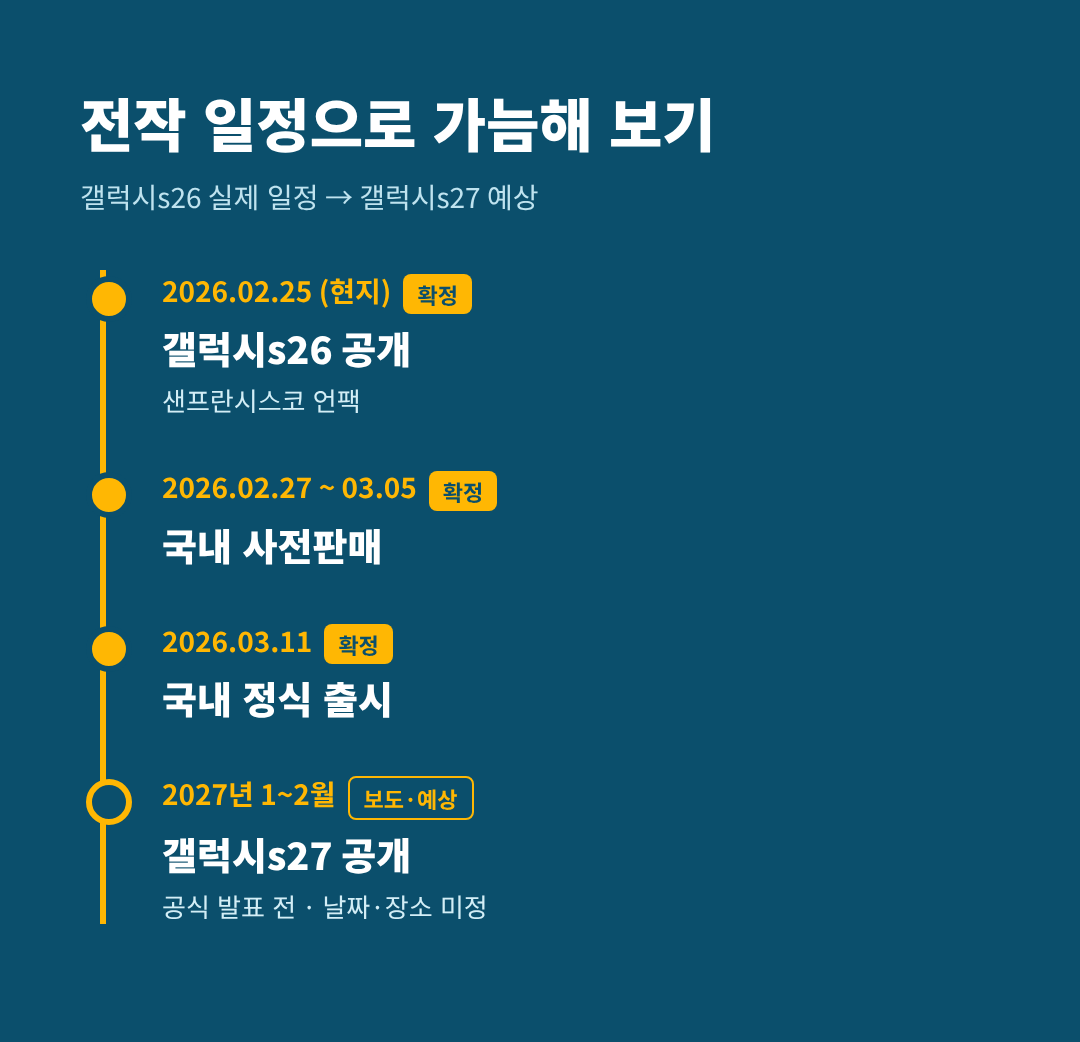 전작 일정으로 가늠해 보기
갤럭시s26 실제 일정 → 갤럭시s27 예상
2026.02.25 (현지) 확정
갤럭시s26 공개
샌프란시스코 언팩
2026.02.27 ~ 03.05 확정
국내 사전판매
2026.03.11 확정
국내 정식 출시
2027년 1~2월 보도·예상
갤럭시s27 공개
공식 발표 전 · 날짜·장소 미정